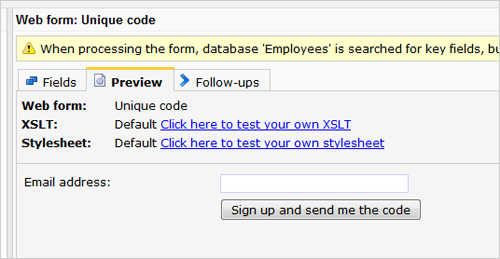 Web form: Unique code
When processing the form, database 'Employees' is searched for key fields, bu
Fields Preview Follow-ups
Web form: Unique code
XSLT: Default Click here to test your own XSLT
Stylesheet: Default Click here to test your own stylesheet
Email address:
Sign up and send me the code